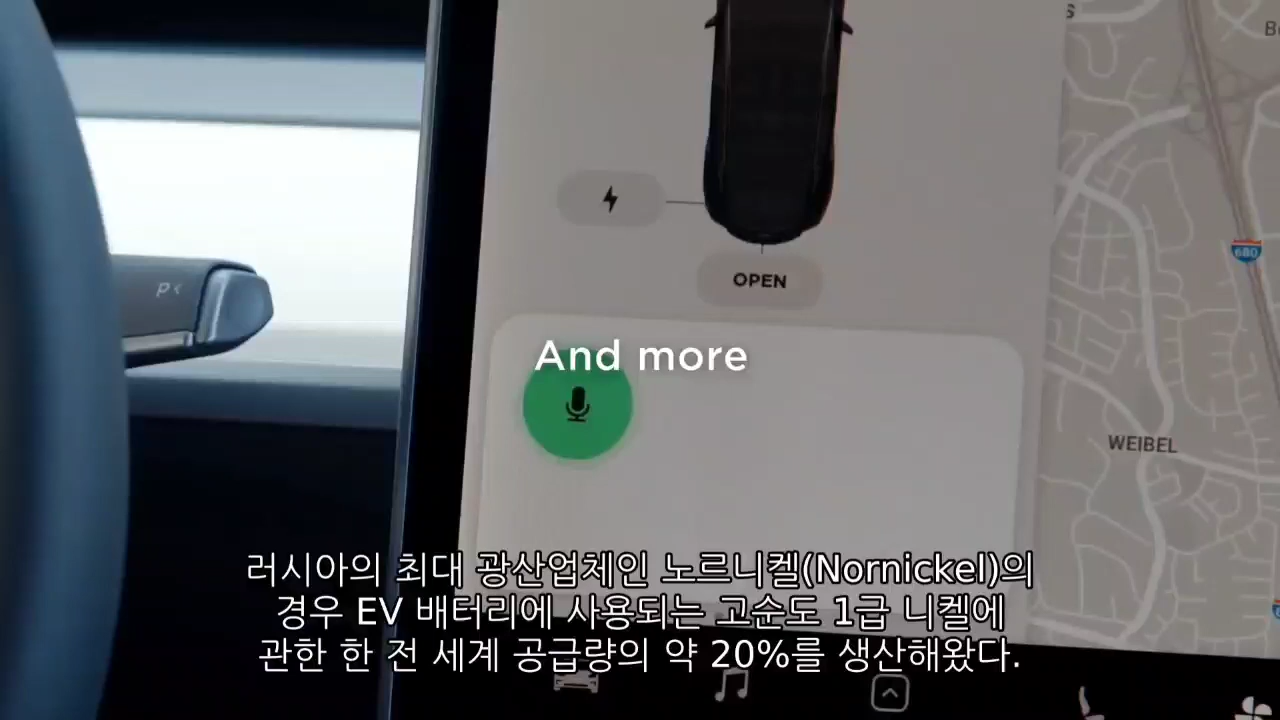 S
P<
OPEN
680
And more
WEIBEL
러시아의 최대 광산업체인 노르니켈(Nornickel)의
경우 EV 배터리에 사용되는 고순도 1급 니켈에
관한 한 전 세계 공급량의 약 20%를 생산해왔다.